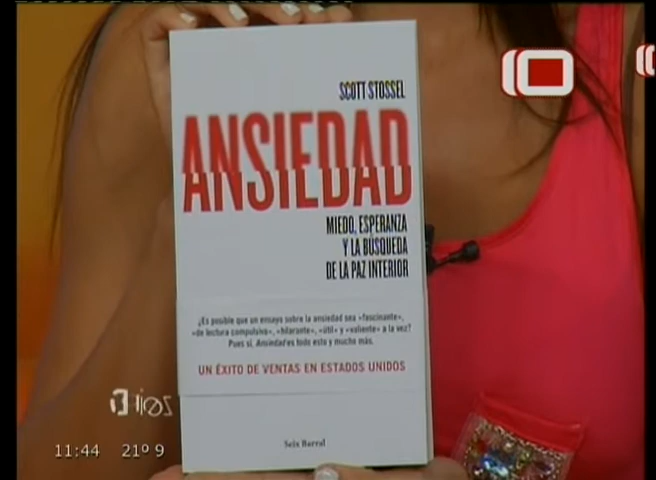 SCOTT STOSSEL
ANSIEDAD
MIEDO, ESPERANZA
Y LA BÚSQUEDA
DE LA PAZ INTERIOR
¿Es posible que un ensayo sobre la ansiedad sea «fascinante»,
«de lectura compulsiva», «hilarante», «útil» y «valiente» a la vez?
Pues sí, Ansiedad es todo esto y mucho más.
UN ÉXITO DE VENTAS EN ESTADOS UNIDOS
Seix Barral
11:44 21º 9